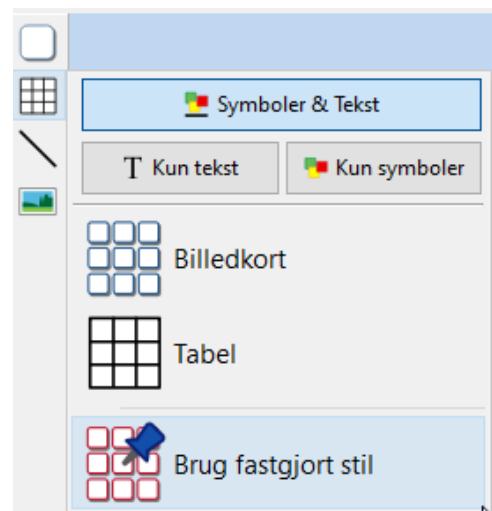 Symboler & Tekst
T Kun tekst
Kun symboler
Billedkort
Tabel
Brug fastgjort stil